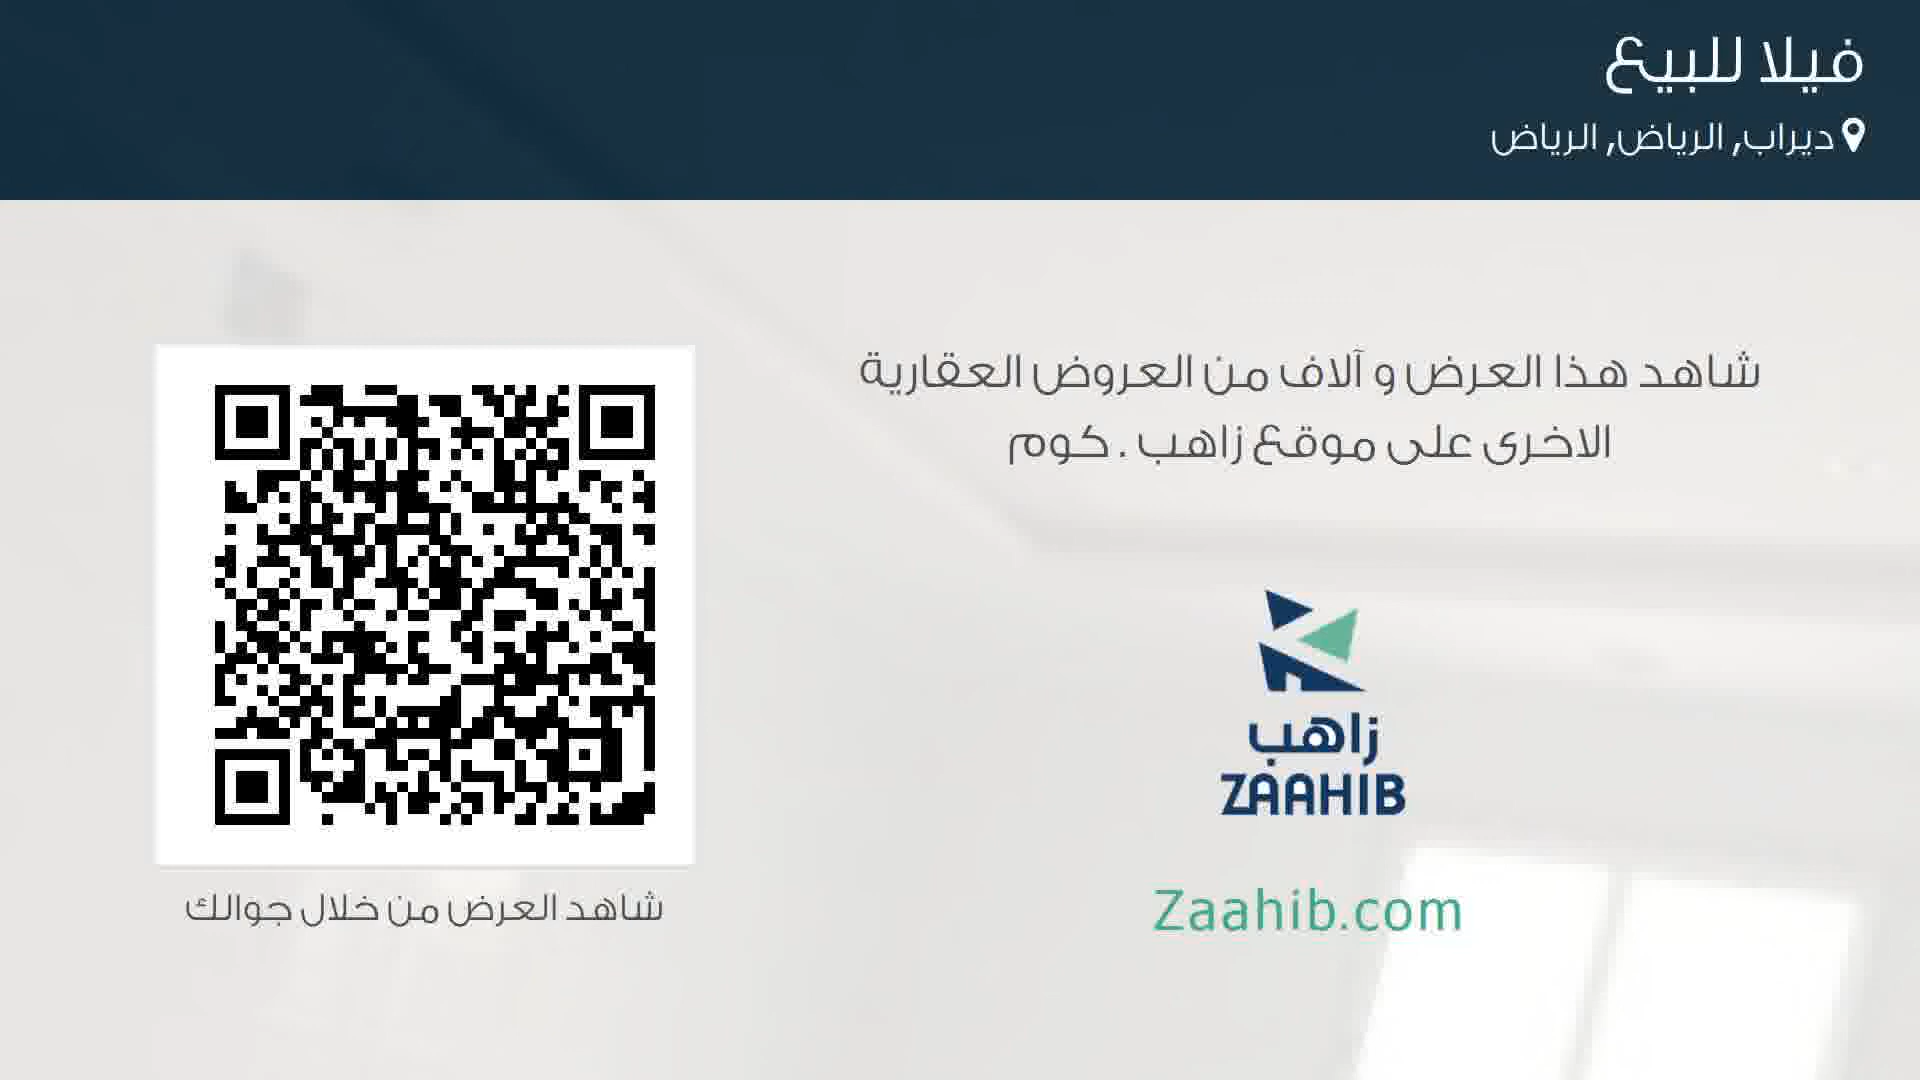 فيلا للبيع
ديراب, الرياض, الرياض
شاهد هذا العرض و آلاف من العروض العقارية
الاخرى على موقع زاهب . كوم
زاهب
ZAAHIB
Zaahib.com
شاهد العرض من خلال جوالك